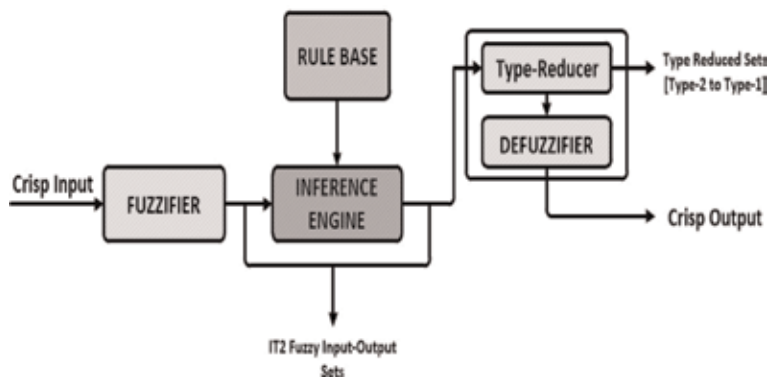 RULE BASE
Type-Reducer
Type Reduced Sets
[Type-2 to Type-1]
DEFUZZIFIER
Crisp Input
FUZZIFIER
INFERENCE
ENGINE
Crisp Output
IT2 Fuzzy Input-Output
Sets